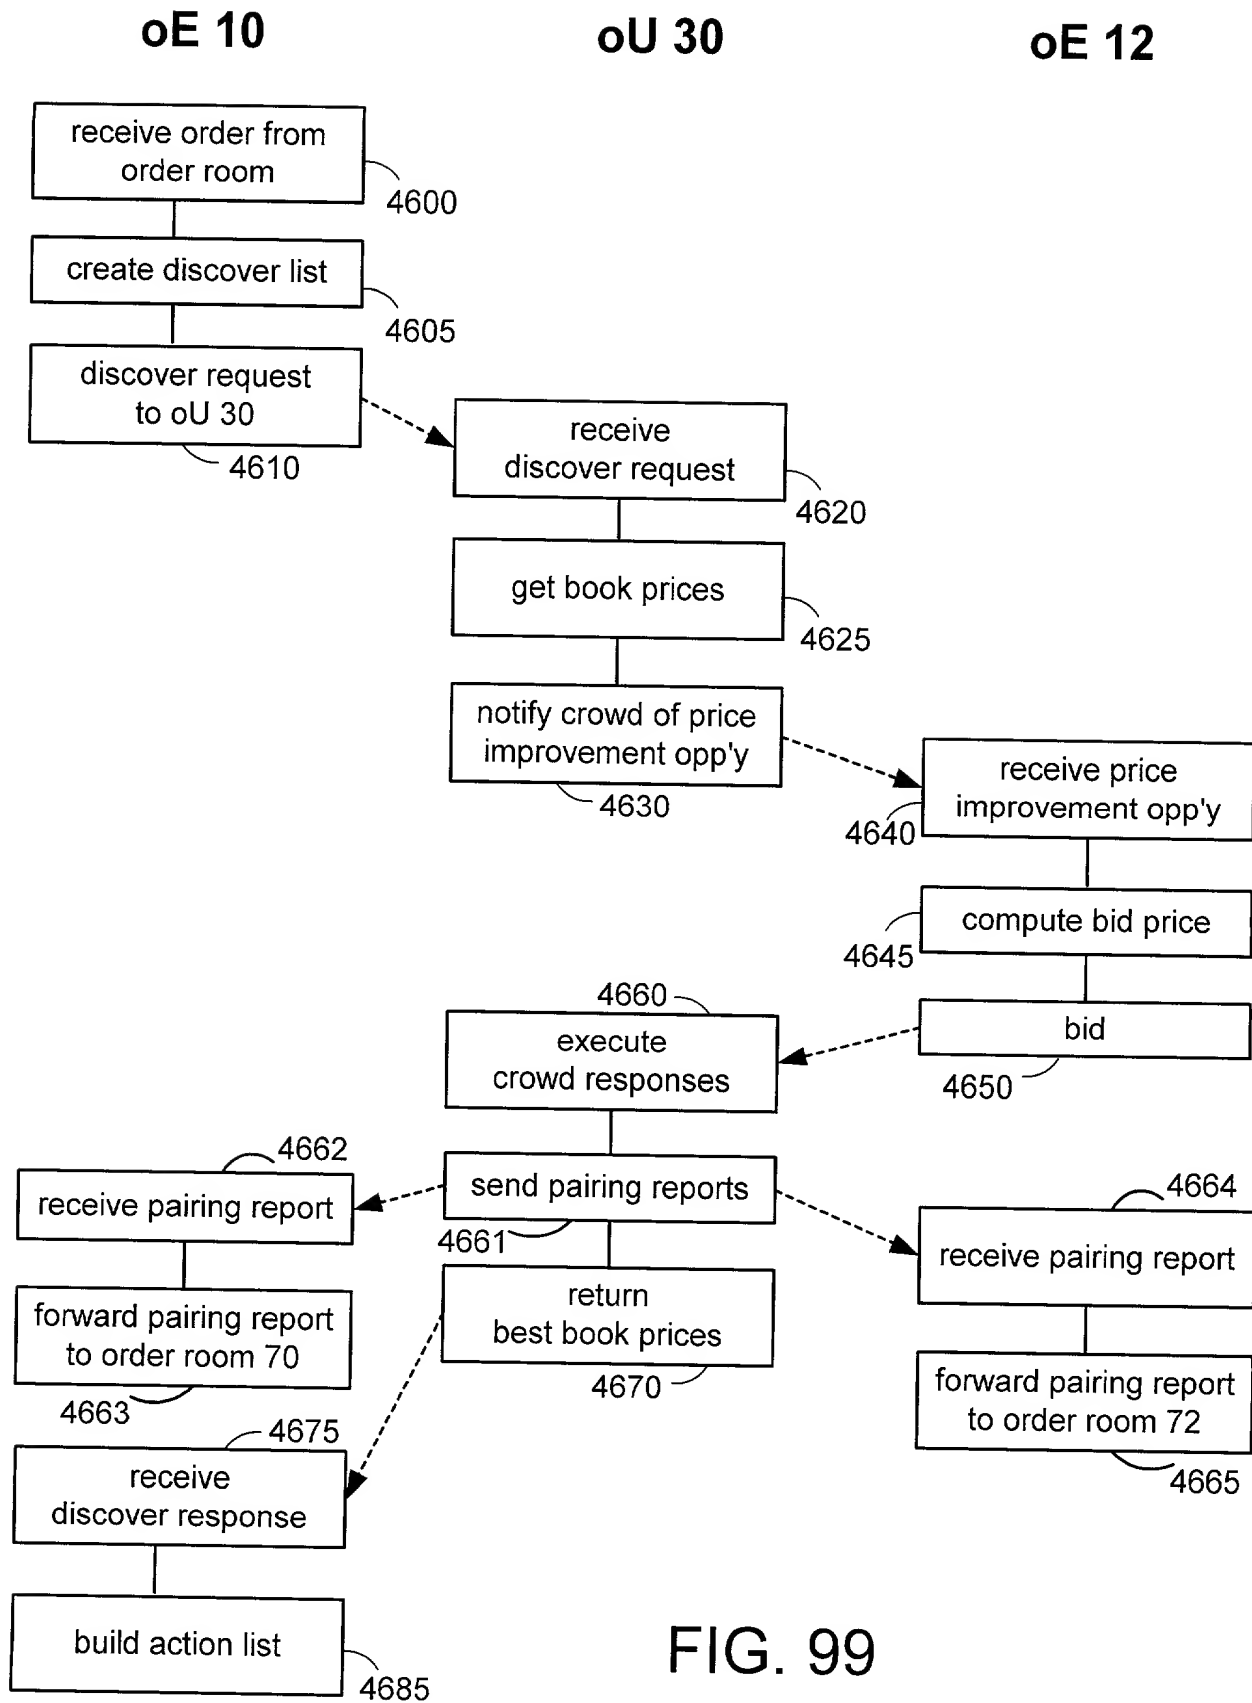 oE 10
oU 30
oE 12
receive order from
order room
4600
create discover list
4605
discover request
to oU 30
4610
receive
discover request
4620
get book prices
4625
notify crowd of price
improvement opp'y
4630
receive price
improvement opp'y
4640
compute bid price
4645
bid
4650
4660
execute
crowd responses
send pairing reports
4661
4662
receive pairing report
forward pairing report
to order room 70
4663
4664
receive pairing report
forward pairing report
to order room 72
4665
return
best book prices
4670
4675
receive
discover response
build action list
4685
FIG. 99